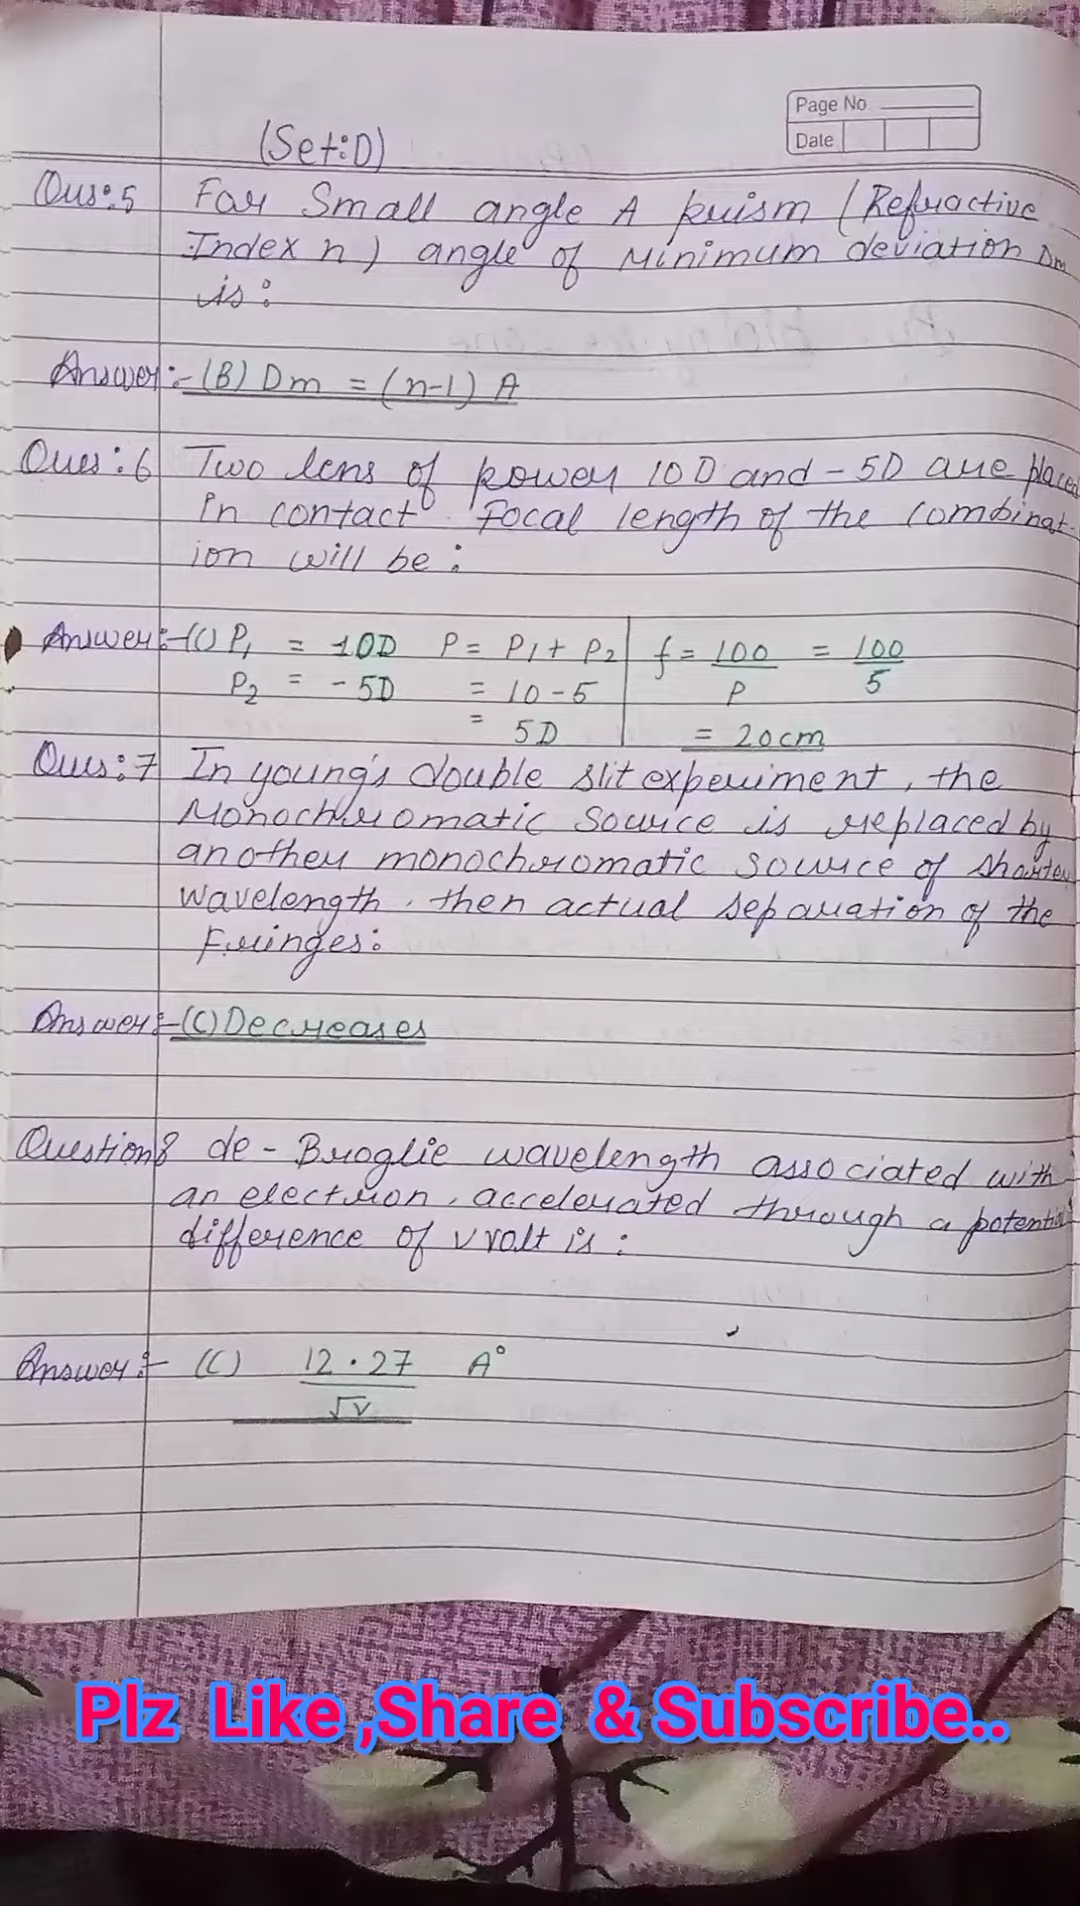 Page No.
Date
(Set:D)
Ques:5 For Small angle A prism (Refractive
Index n) angle of Minimum deviation Dm
is:
Answer:- (B) Dm = (n-1) A
Ques:6 Two lens of power 10D and -5D are placed
in contact. Focal length of the combinat-
ion will be:
Answer:- (C) P1 = 10D P = P1 + P2 f = 100/P = 100/5
P2 = -5D = 10-5
= 5D = 20cm
Ques:7 In young's double slit experiment, the
Monochromatic Source is replaced by
another monochromatic source of shorter
wavelength, then actual separation of the
Fringes:
Answer:- (C) Decreases
Question8 de-Broglie wavelength associated with
an electron, accelerated through a potential
difference of v volt is:
Answer:- (C) 12.27/√v A°
Plz Like ,Share & Subscribe..